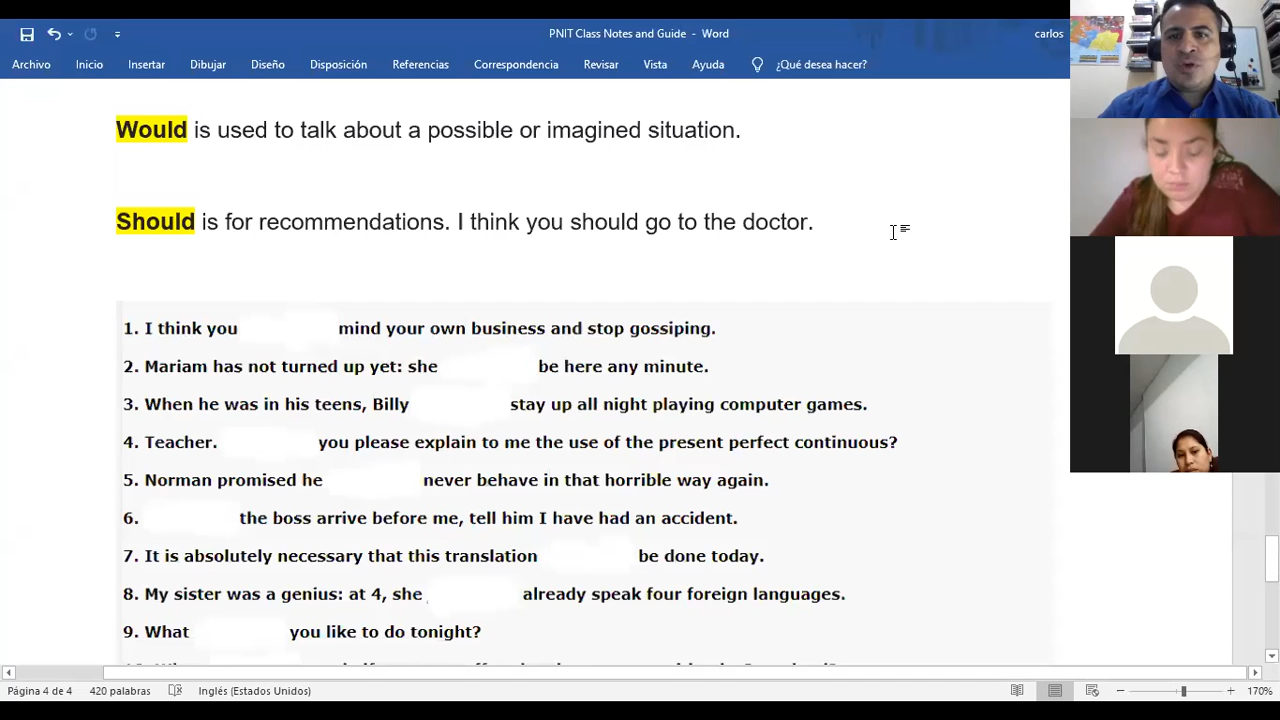 PNIT Class Notes and Guide - Word
carlos
Archivo Inicio Insertar Dibujar Diseño Disposición Referencias Correspondencia Revisar Vista Ayuda ¿Qué desea hacer?
Would is used to talk about a possible or imagined situation.
Should is for recommendations. I think you should go to the doctor.
1. I think you mind your own business and stop gossiping.
2. Mariam has not turned up yet: she be here any minute.
3. When he was in his teens, Billy stay up all night playing computer games.
4. Teacher. you please explain to me the use of the present perfect continuous?
5. Norman promised he never behave in that horrible way again.
6. the boss arrive before me, tell him I have had an accident.
7. It is absolutely necessary that this translation be done today.
8. My sister was a genius: at 4, she already speak four foreign languages.
9. What you like to do tonight?
Página 4 de 4 420 palabras Inglés (Estados Unidos) 170%